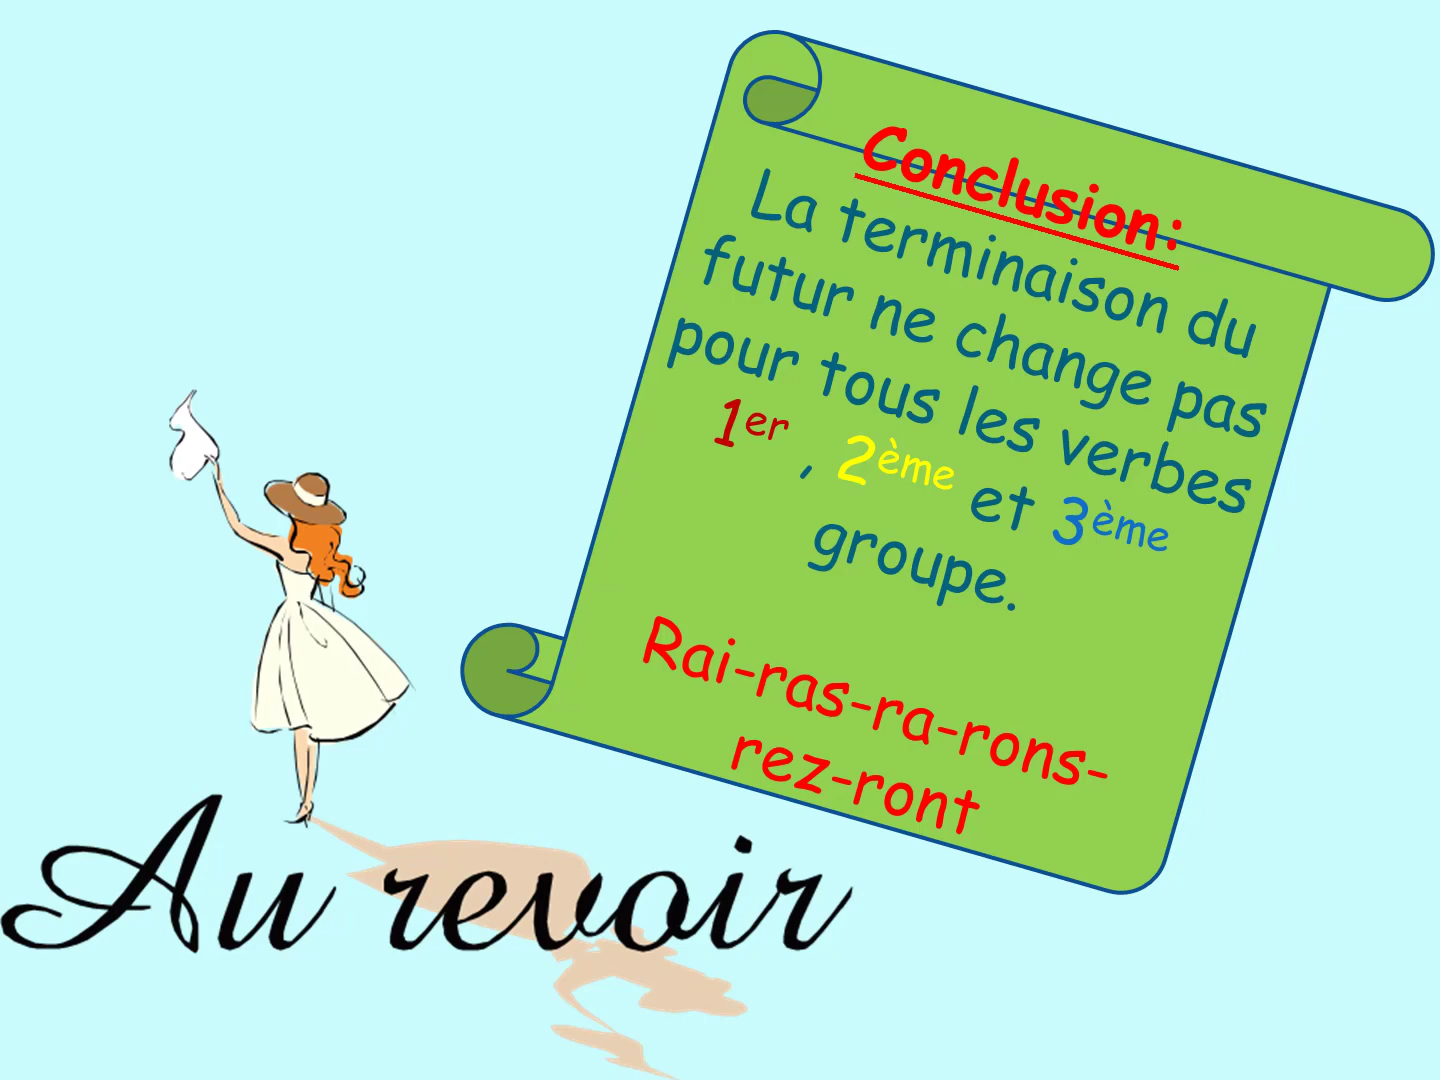 Conclusion:
La terminaison du
futur ne change pas
pour tous les verbes
1er , 2ème et 3ème
groupe.
Rai-ras-ra-rons-
rez-ront
Au revoir